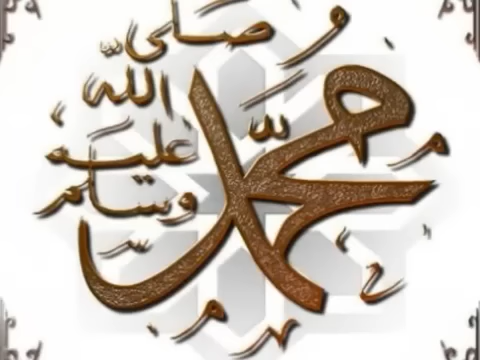 محمد
صلى
الله
عليه
وسلم